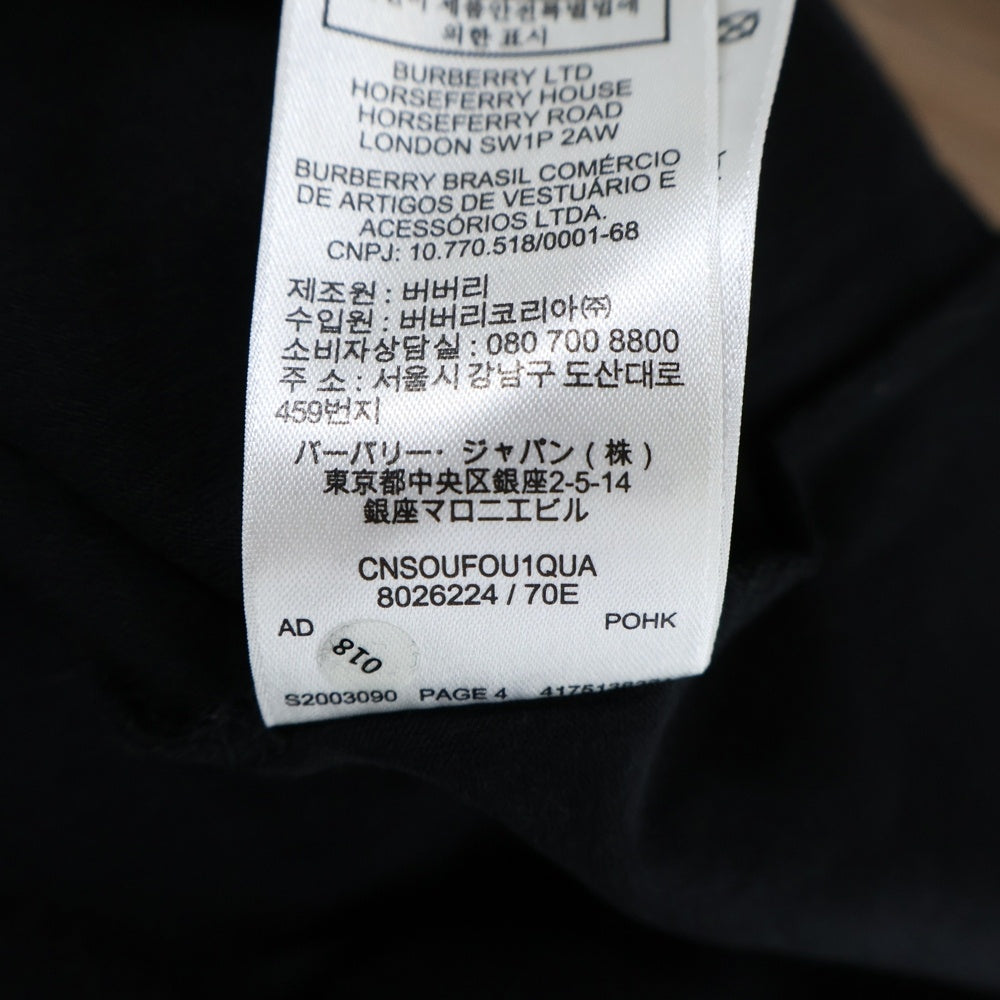 위한 표시
BURBERRY LTD
HORSEFERRY HOUSE
HORSEFERRY ROAD
LONDON SW1P 2AW
BURBERRY BRASIL COMÉRCIO
DE ARTIGOS DE VESTUÁRIO E
ACESSÓRIOS LTDA.
CNPJ: 10.770.518/0001-68
제조원 : 버버리
수입원 : 버버리코리아㈜
소비자상담실 : 080 700 8800
주 소 : 서울시 강남구 도산대로
459번지
バーバリー・ジャパン ( 株 )
東京都中央区銀座2-5-14
銀座マロニエビル
CNSOUFOU1QUA
8026224 / 70E
AD
018
POHK
S2003090 PAGE 4